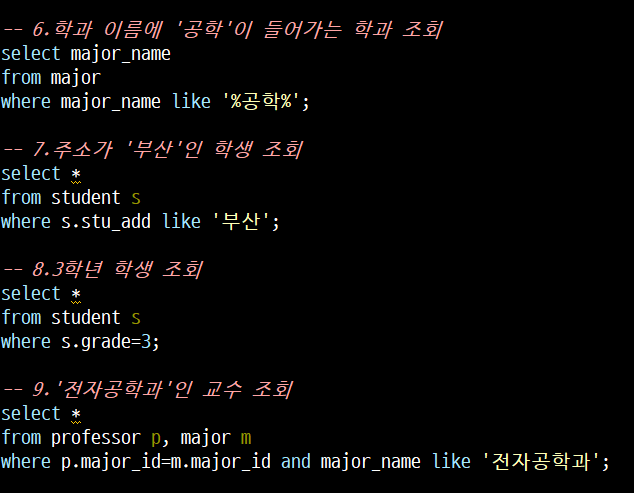 -- 6.학과 이름에 '공학'이 들어가는 학과 조회
select major_name
from major
where major_name like '%공학%';
-- 7.주소가 '부산'인 학생 조회
select *
from student s
where s.stu_add like '부산';
-- 8.3학년 학생 조회
select *
from student s
where s.grade=3;
-- 9.'전자공학과'인 교수 조회
select *
from professor p, major m
where p.major_id=m.major_id and major_name like '전자공학과';